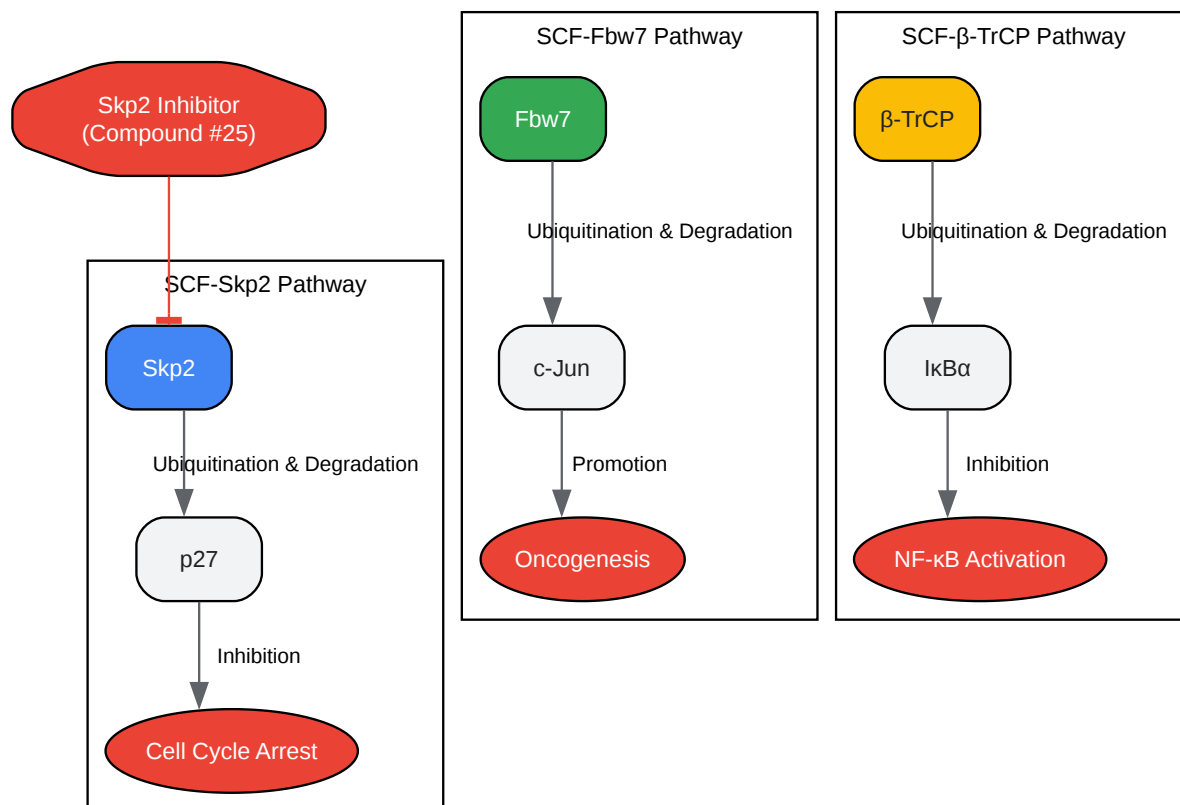 Skp2 Inhibitor
(Compound #25)
SCF-Skp2 Pathway
Skp2
Ubiquitination & Degradation
p27
Inhibition
Cell Cycle Arrest
SCF-Fbw7 Pathway
Fbw7
Ubiquitination & Degradation
c-Jun
Promotion
Oncogenesis
SCF-β-TrCP Pathway
β-TrCP
Ubiquitination & Degradation
IκBα
Inhibition
NF-κB Activation